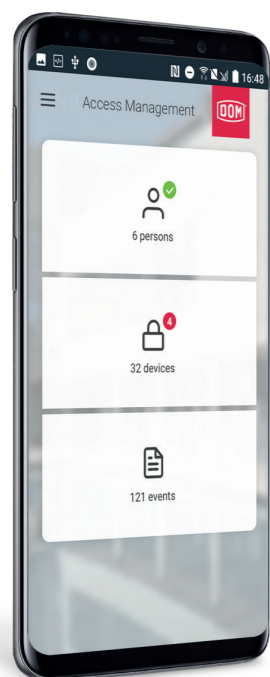 16:48
Access Management
DOM
6 persons
4
32 devices
121 events